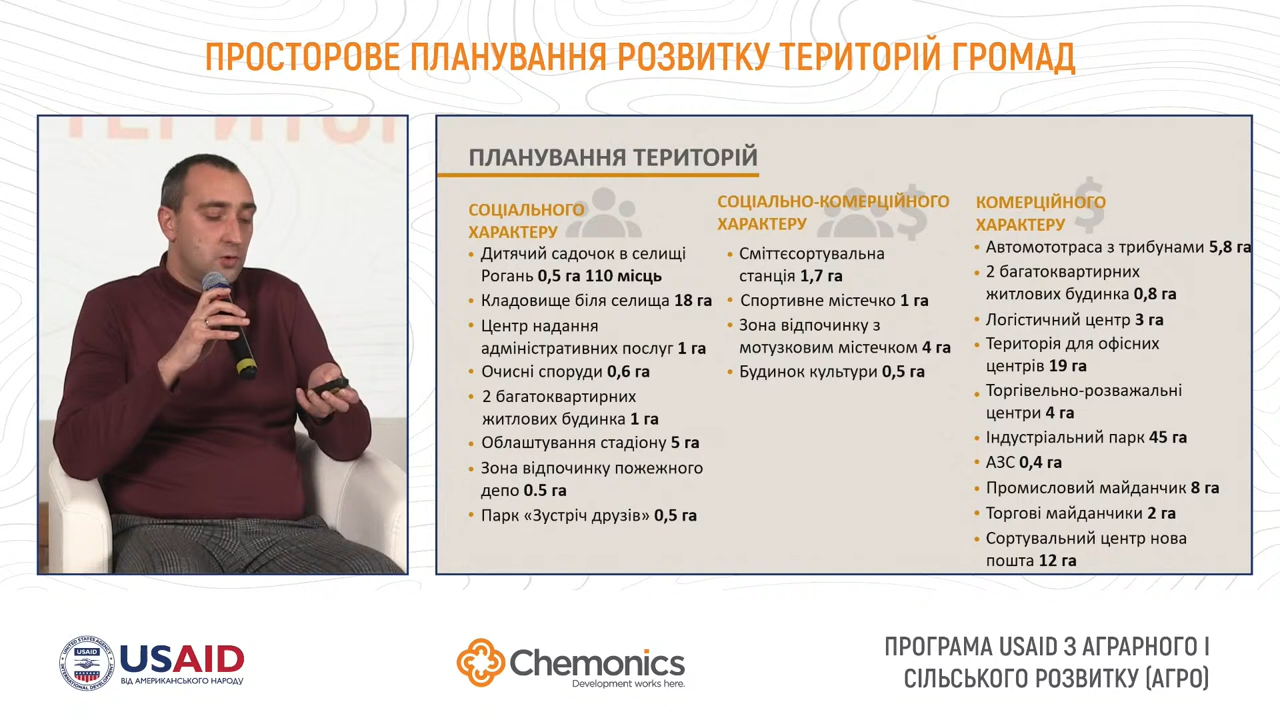 ПРОСТОРОВЕ ПЛАНУВАННЯ РОЗВИТКУ ТЕРИТОРІЙ ГРОМАД
ПЛАНУВАННЯ ТЕРИТОРІЙ
СОЦІАЛЬНОГО
ХАРАКТЕРУ
• Дитячий садочок в селищі
Рогань 0,5 га 110 місць
• Кладовище біля селища 18 га
• Центр надання
адміністративних послуг 1 га
• Очисні споруди 0,6 га
• 2 багатоквартирних
житлових будинка 1 га
• Облаштування стадіону 5 га
• Зона відпочинку пожежного
депо 0.5 га
• Парк «Зустріч друзів» 0,5 га
СОЦІАЛЬНО-КОМЕРЦІЙНОГО
ХАРАКТЕРУ
• Сміттєсортувальна
станція 1,7 га
• Спортивне містечко 1 га
• Зона відпочинку з
мотузковим містечком 4 га
• Будинок культури 0,5 га
КОМЕРЦІЙНОГО
ХАРАКТЕРУ
• Автомототраса з трибунами 5,8 га
• 2 багатоквартирних
житлових будинка 0,8 га
• Логістичний центр 3 га
• Територія для офісних
центрів 19 га
• Торгівельно-розважальні
центри 4 га
• Індустріальний парк 45 га
• АЗС 0,4 га
• Промисловий майданчик 8 га
• Торгові майданчики 2 га
• Сортувальний центр нова
пошта 12 га
USAID
ВІД АМЕРИКАНСЬКОГО НАРОДУ
Chemonics
Development works here.
ПРОГРАМА USAID З АГРАРНОГО І
СІЛЬСЬКОГО РОЗВИТКУ (АГРО)